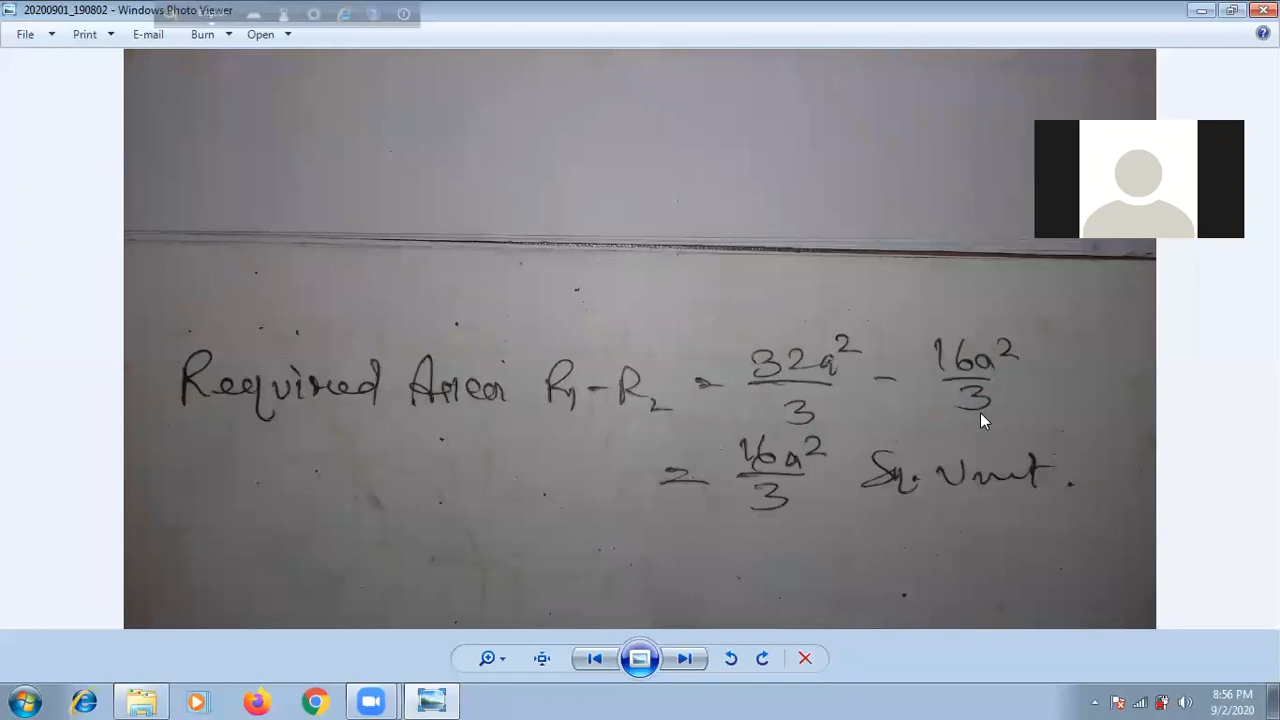 20200901_190802 - Windows Photo Viewer
File Print E-mail Burn Open
Required Area R₁ - R₂ = 32a²/3 - 16a²/3
= 16a²/3 Sq. Unit.
8:56 PM
9/2/2020